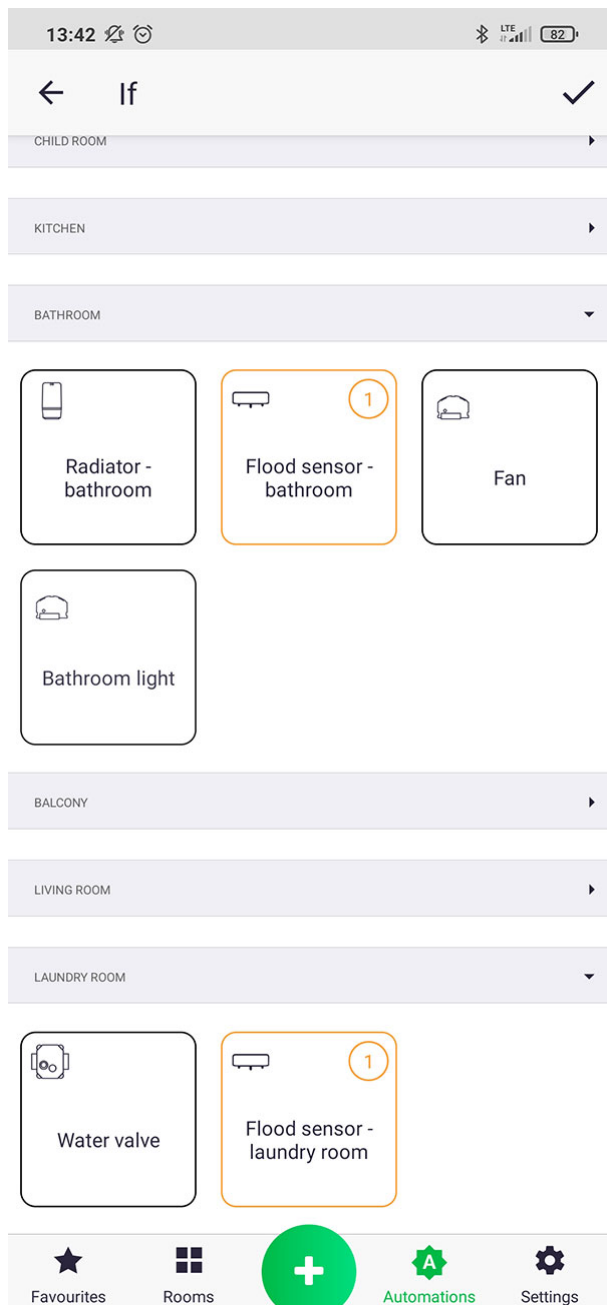 13:42
LTE
82
If
CHILD ROOM
KITCHEN
BATHROOM
Radiator -
bathroom
1
Flood sensor -
bathroom
Fan
Bathroom light
BALCONY
LIVING ROOM
LAUNDRY ROOM
Water valve
1
Flood sensor -
laundry room
Favourites
Rooms
+
A
Automations
Settings